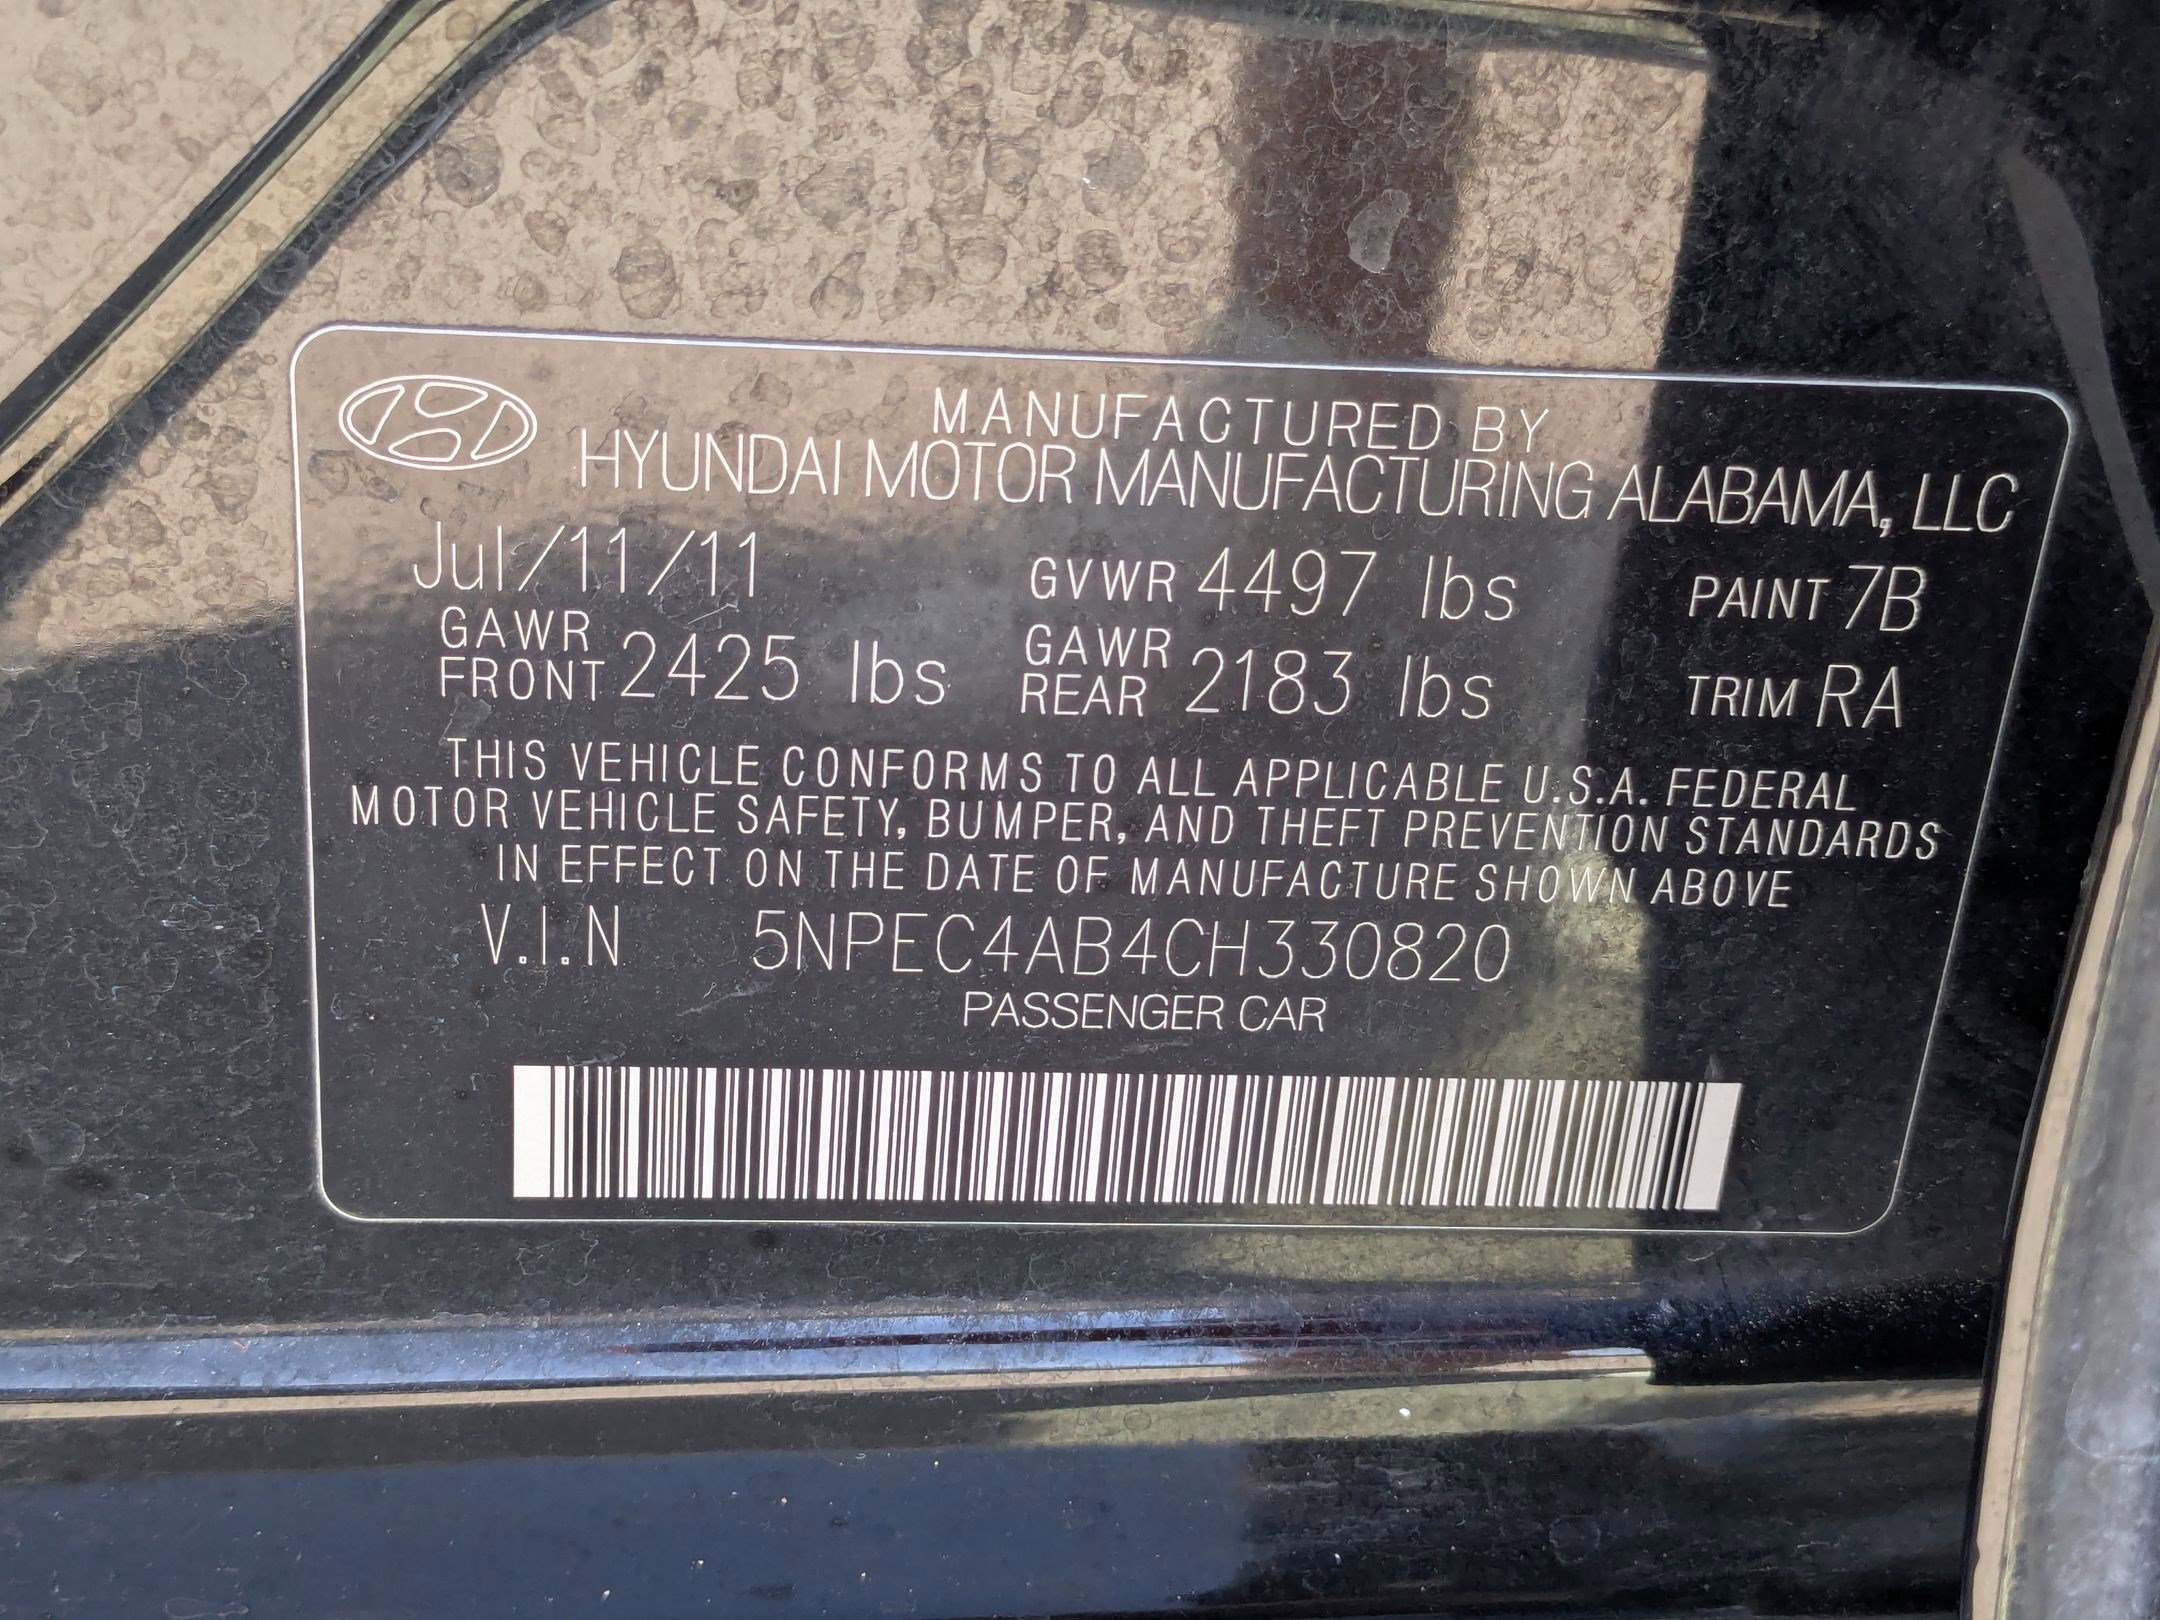 MANUFACTURED BY
HYUNDAI MOTOR MANUFACTURING ALABAMA, LLC
Jul/11/11 GVWR 4497 lbs PAINT 7B
GAWR FRONT 2425 lbs GAWR REAR 2183 lbs TRIM RA
THIS VEHICLE CONFORMS TO ALL APPLICABLE U.S.A. FEDERAL
MOTOR VEHICLE SAFETY, BUMPER, AND THEFT PREVENTION STANDARDS
IN EFFECT ON THE DATE OF MANUFACTURE SHOWN ABOVE
V.I.N 5NPEC4AB4CH330820
PASSENGER CAR